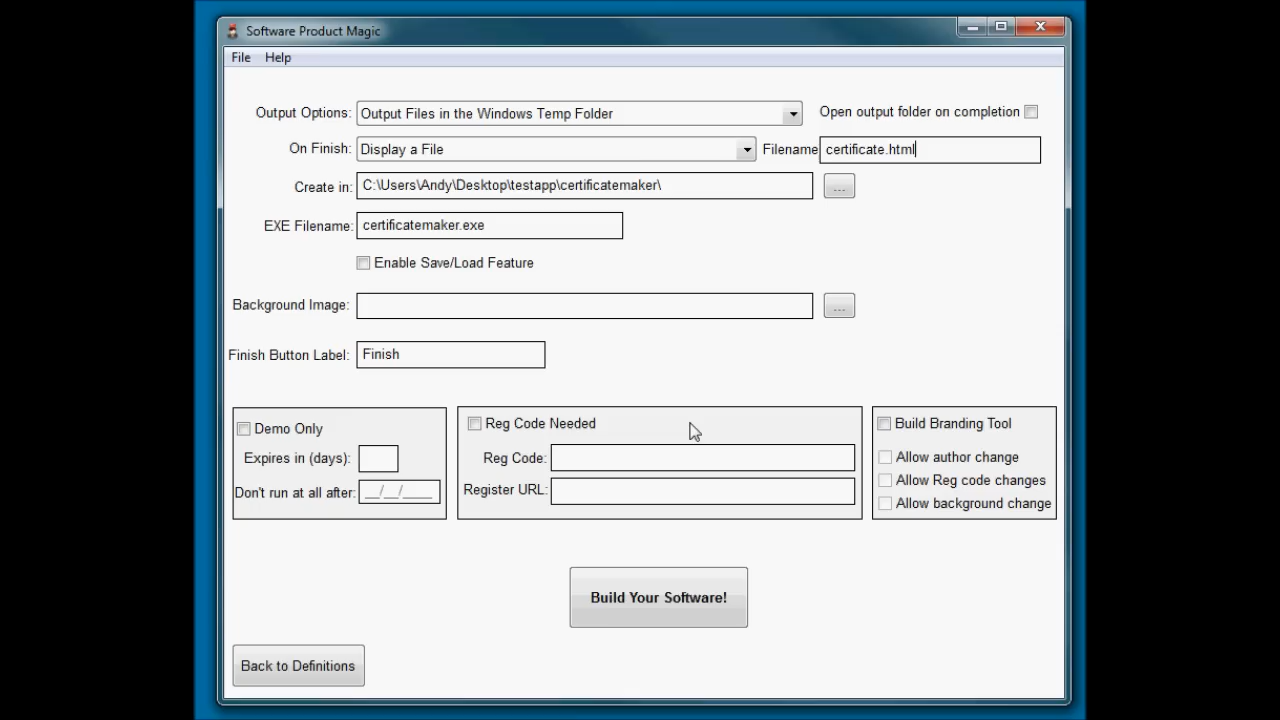 Software Product Magic
File Help
Output Options: Output Files in the Windows Temp Folder Open output folder on completion
On Finish: Display a File Filename certificate.html
Create in: C:\Users\Andy\Desktop\testapp\certificatemaker\ ...
EXE Filename: certificatemaker.exe
Enable Save/Load Feature
Background Image: ...
Finish Button Label: Finish
Demo Only
Expires in (days):
Don't run at all after: __/__/____
Reg Code Needed
Reg Code:
Register URL:
Build Branding Tool
Allow author change
Allow Reg code changes
Allow background change
Build Your Software!
Back to Definitions